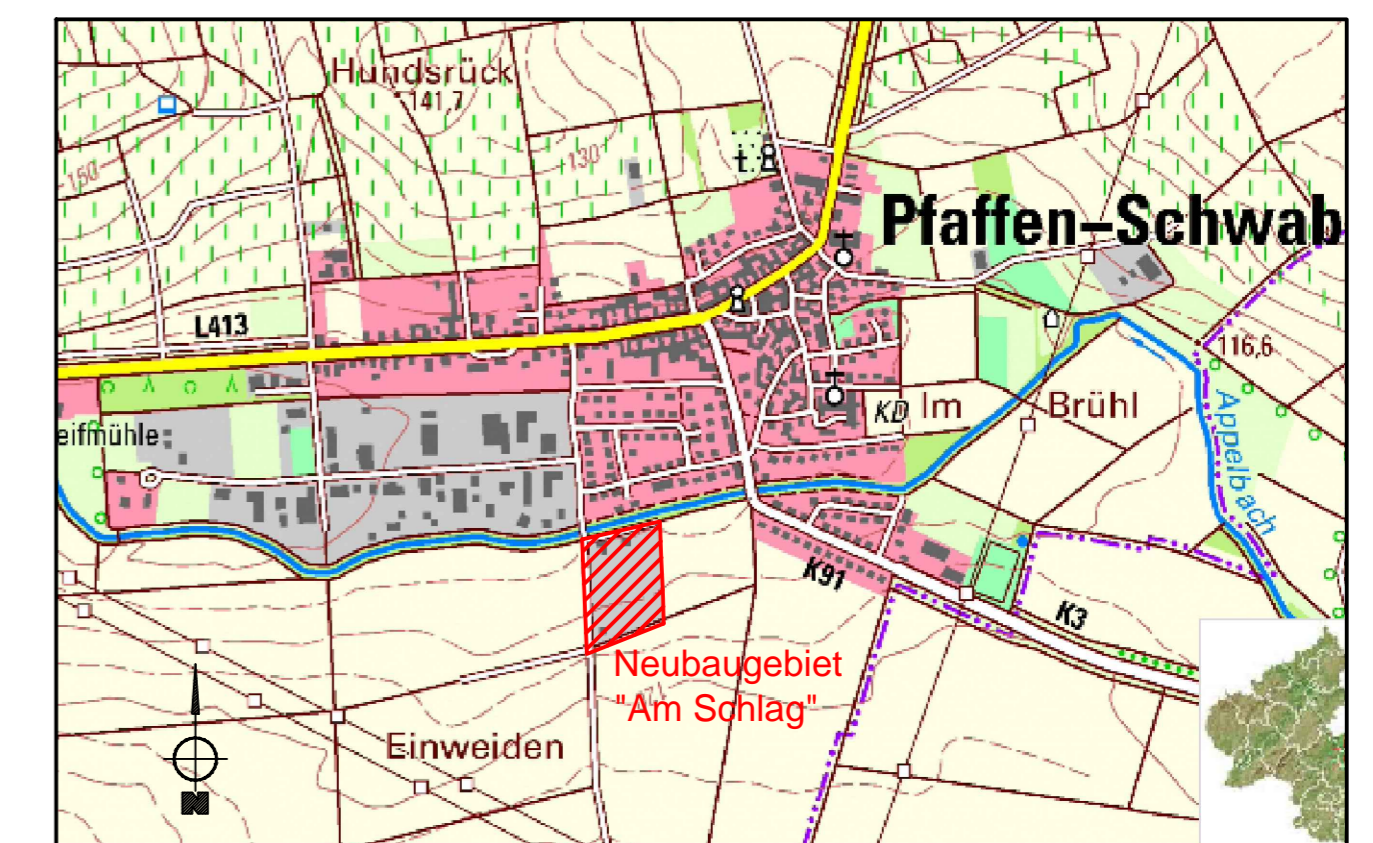 Hundsrück
141,7
150
130
t.
Pfaffen-Schwab
L413
116,6
KD
Im
Brühl
eifmühle
Appelbach
K91
K3
Neubaugebiet
"Am Schlag"
Einweiden
N